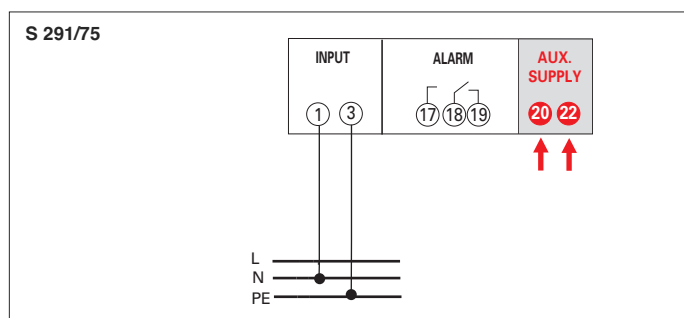 S 291/75
INPUT
ALARM
AUX.
SUPPLY
1 3
17 18 19
20 22
L
N
PE